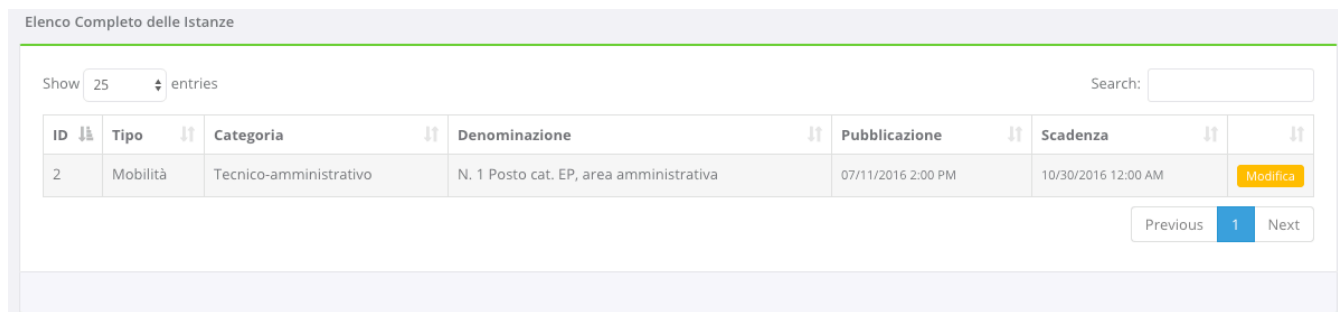 Elenco Completo delle Istanze
Show 25 entries Search:
ID Tipo Categoria Denominazione Pubblicazione Scadenza
2 Mobilità Tecnico-amministrativo N. 1 Posto cat. EP, area amministrativa 07/11/2016 2:00 PM 10/30/2016 12:00 AM Modifica
Previous 1 Next